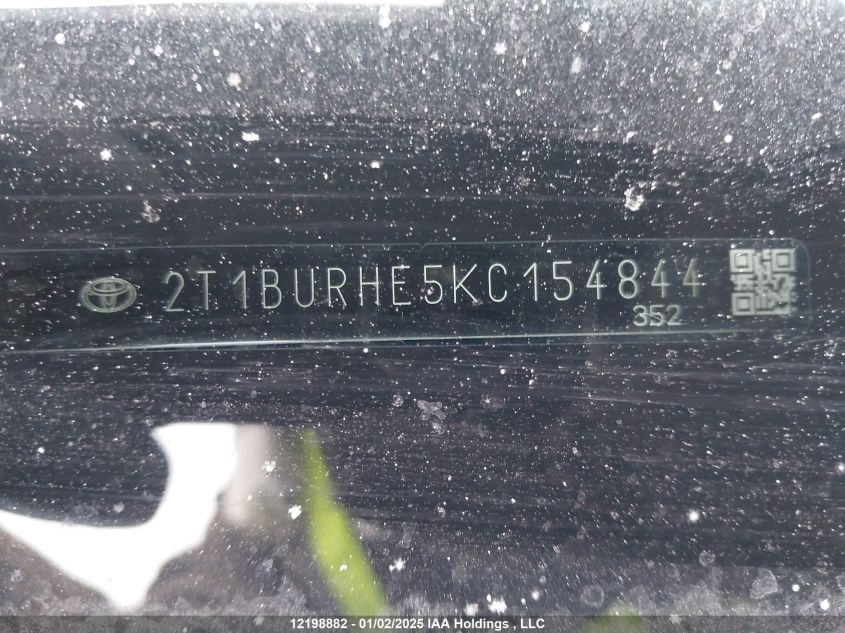 2T1BURHE5KC154844
352
12198882 - 01/02/2025 IAA Holdings , LLC